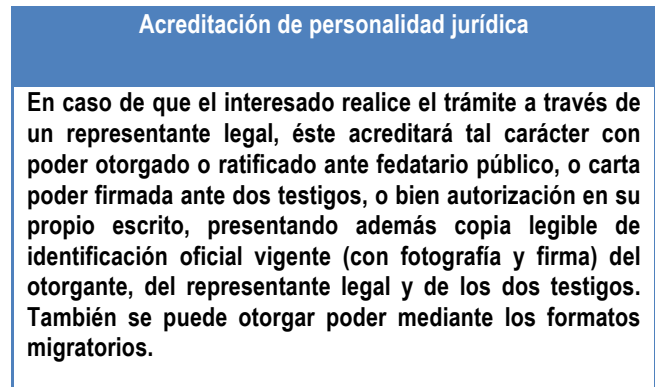 Acreditación de personalidad jurídica
En caso de que el interesado realice el trámite a través de
un representante legal, éste acreditará tal carácter con
poder otorgado o ratificado ante fedatario público, o carta
poder firmada ante dos testigos, o bien autorización en su
propio escrito, presentando además copia legible de
identificación oficial vigente (con fotografía y firma) del
otorgante, del representante legal y de los dos testigos.
También se puede otorgar poder mediante los formatos
migratorios.